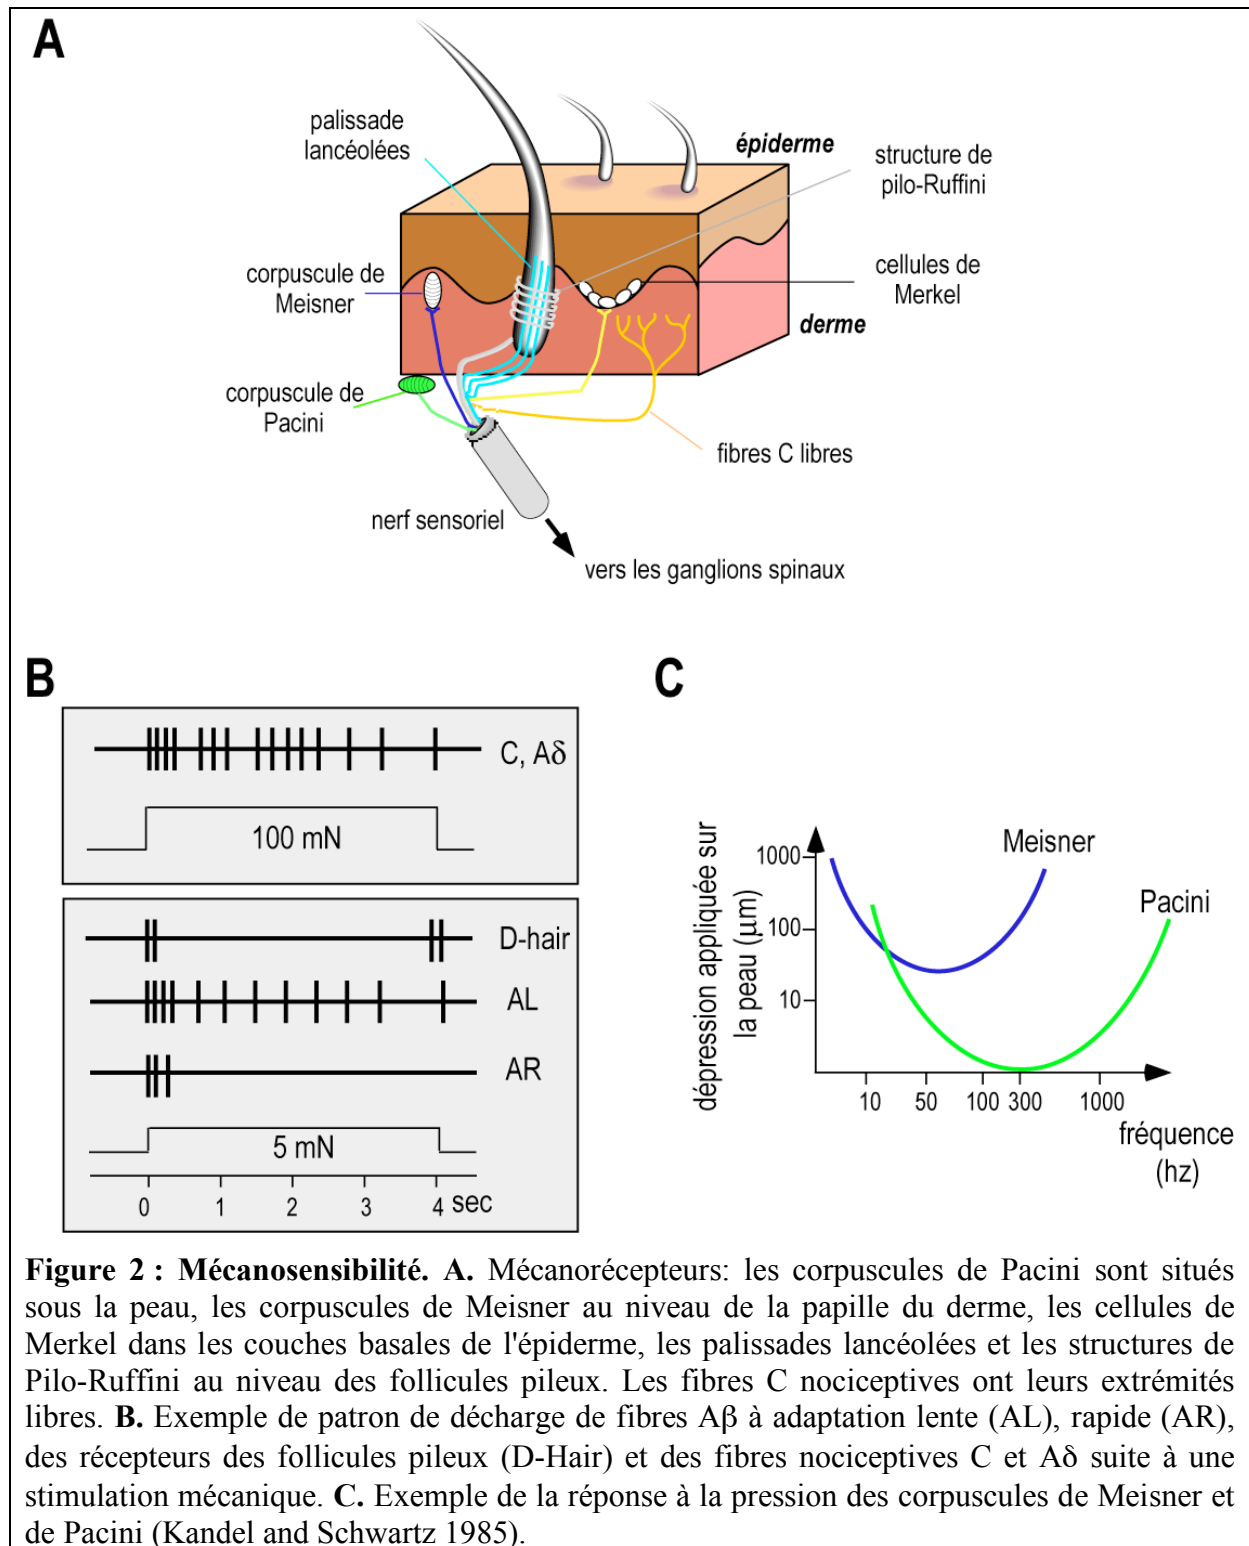 A
palissade
lancéolées
épiderme
structure de
pilo-Ruffini
corpuscule de
Meisner
cellules de
Merkel
derme
corpuscule de
Pacini
fibres C libres
nerf sensoriel
vers les ganglions spinaux
B
C, Aδ
100 mN
D-hair
AL
AR
5 mN
0 1 2 3 4 sec
C
dépression appliquée sur
la peau (μm)
1000
100
10
Meisner
Pacini
10 50 100 300 1000
fréquence
(hz)
Figure 2 : Mécanosensibilité. A. Mécanorécepteurs: les corpuscules de Pacini sont situés
sous la peau, les corpuscules de Meisner au niveau de la papille du derme, les cellules de
Merkel dans les couches basales de l'épiderme, les palissades lancéolées et les structures de
Pilo-Ruffini au niveau des follicules pileux. Les fibres C nociceptives ont leurs extrémités
libres. B. Exemple de patron de décharge de fibres Aβ à adaptation lente (AL), rapide (AR),
des récepteurs des follicules pileux (D-Hair) et des fibres nociceptives C et Aδ suite à une
stimulation mécanique. C. Exemple de la réponse à la pression des corpuscules de Meisner et
de Pacini (Kandel and Schwartz 1985).